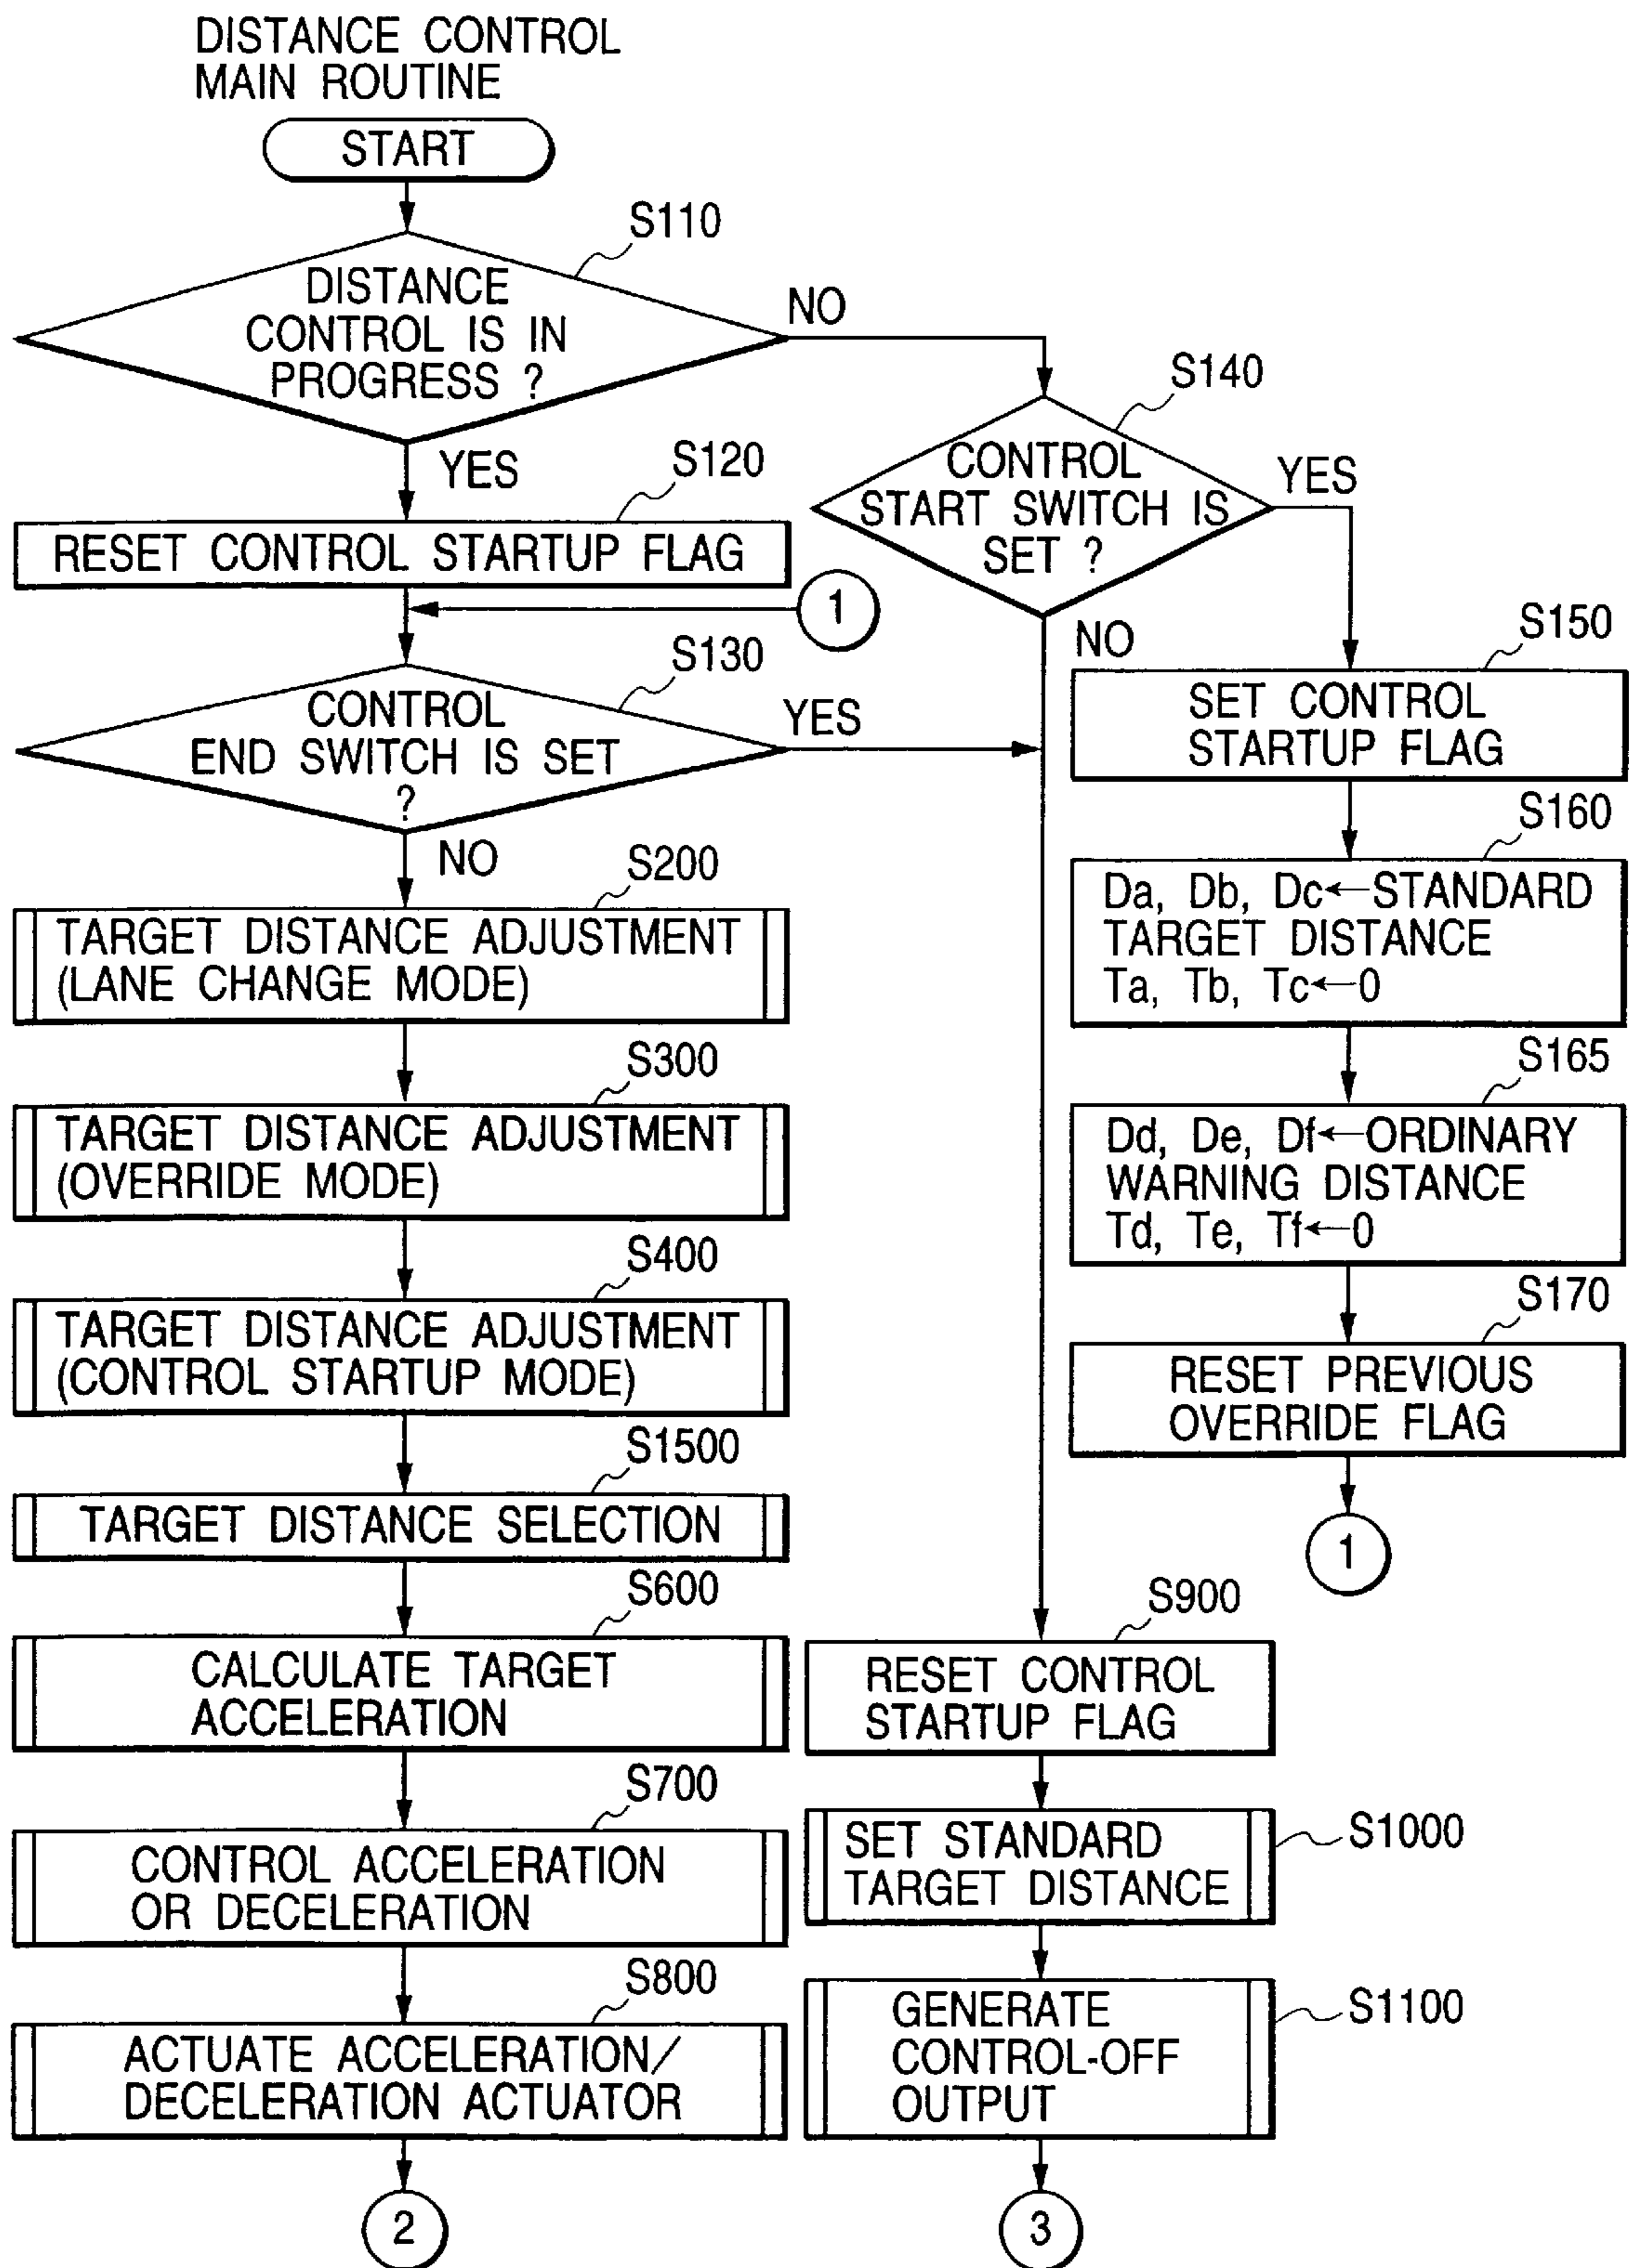 DISTANCE CONTROL
MAIN ROUTINE
START
S110
DISTANCE
CONTROL IS IN
PROGRESS ?
NO
YES
S120
RESET CONTROL STARTUP FLAG
1
S130
CONTROL
END SWITCH IS SET
?
YES
NO
S200
TARGET DISTANCE ADJUSTMENT
(LANE CHANGE MODE)
S300
TARGET DISTANCE ADJUSTMENT
(OVERRIDE MODE)
S400
TARGET DISTANCE ADJUSTMENT
(CONTROL STARTUP MODE)
S1500
TARGET DISTANCE SELECTION
S600
CALCULATE TARGET
ACCELERATION
S700
CONTROL ACCELERATION
OR DECELERATION
S800
ACTUATE ACCELERATION/
DECELERATION ACTUATOR
2
S140
CONTROL
START SWITCH IS
SET ?
YES
NO
S150
SET CONTROL
STARTUP FLAG
S160
Da, Db, Dc←STANDARD
TARGET DISTANCE
Ta, Tb, Tc←0
S165
Dd, De, Df←ORDINARY
WARNING DISTANCE
Td, Te, Tf←0
S170
RESET PREVIOUS
OVERRIDE FLAG
1
S900
RESET CONTROL
STARTUP FLAG
S1000
SET STANDARD
TARGET DISTANCE
S1100
GENERATE
CONTROL-OFF
OUTPUT
3